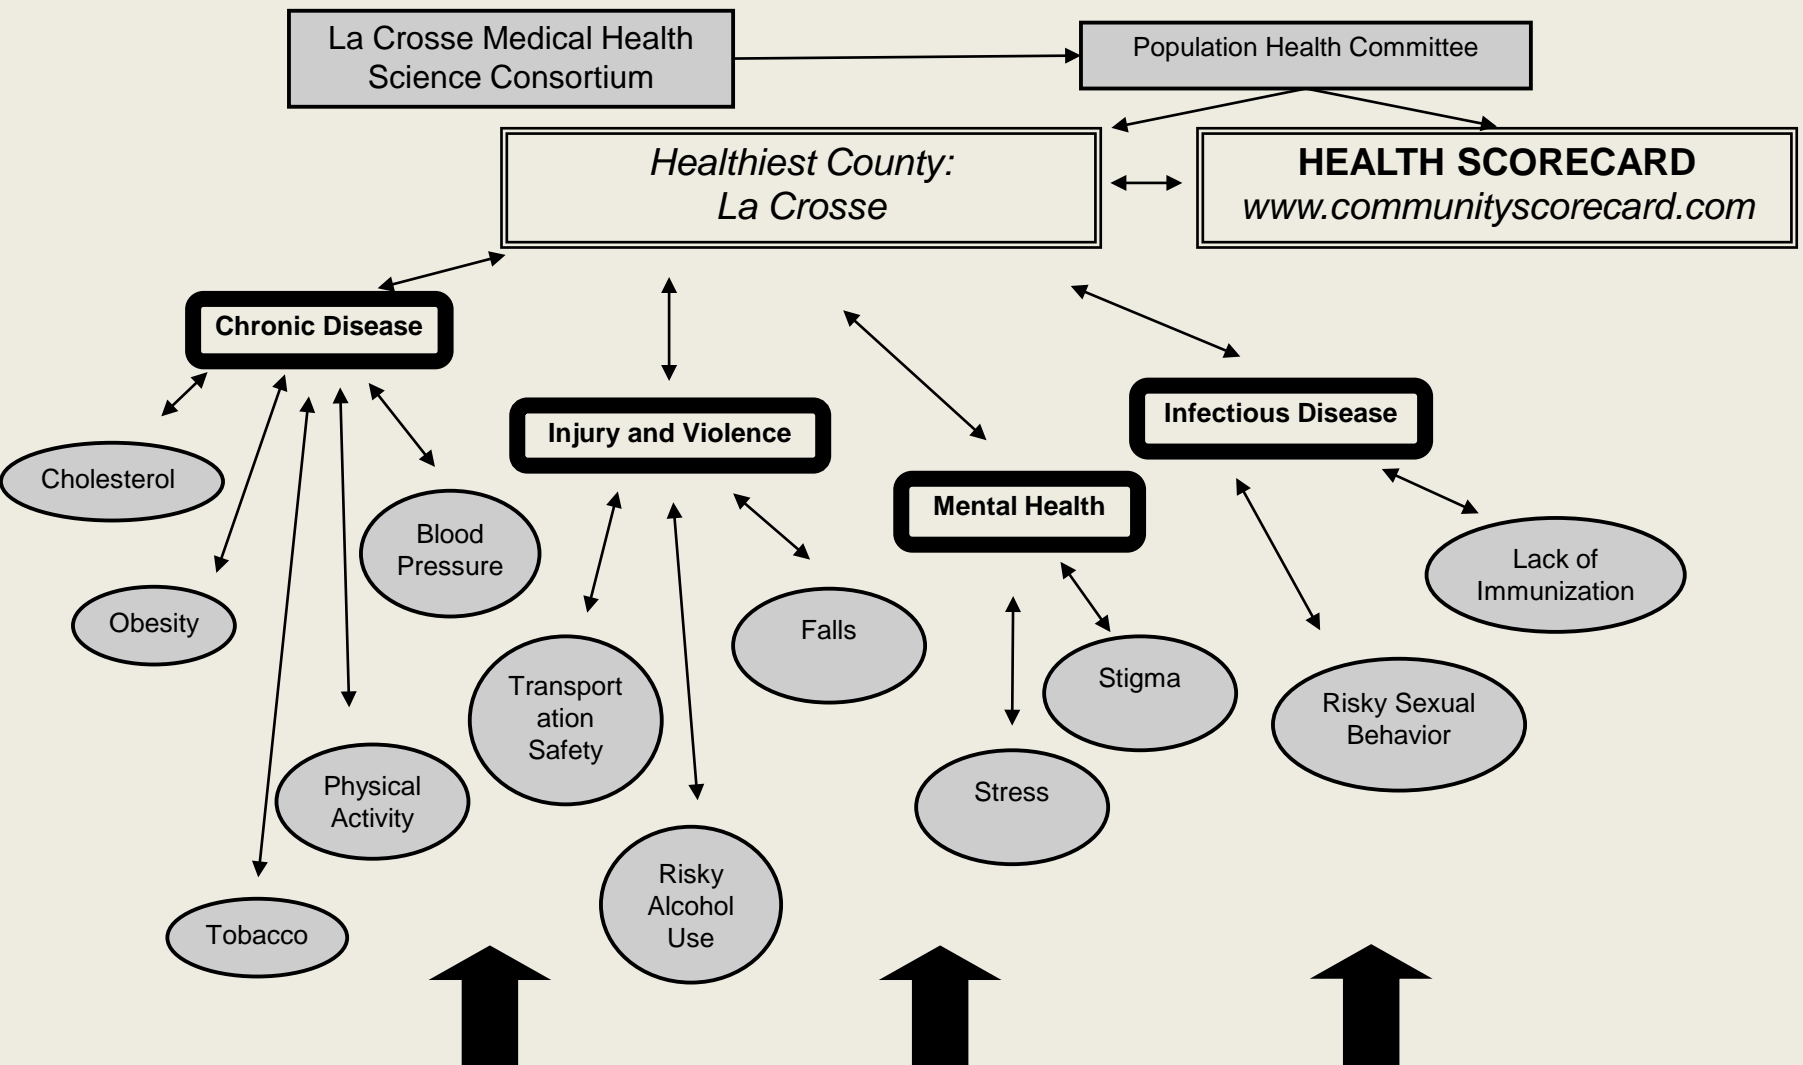 La Crosse Medical Health
Science Consortium
Population Health Committee
Healthiest County:
La Crosse
HEALTH SCORECARD
www.communityscorecard.com
Chronic Disease
Injury and Violence
Infectious Disease
Mental Health
Cholesterol
Blood
Pressure
Obesity
Transport
ation
Safety
Falls
Stigma
Lack of
Immunization
Risky Sexual
Behavior
Physical
Activity
Stress
Risky
Alcohol
Use
Tobacco